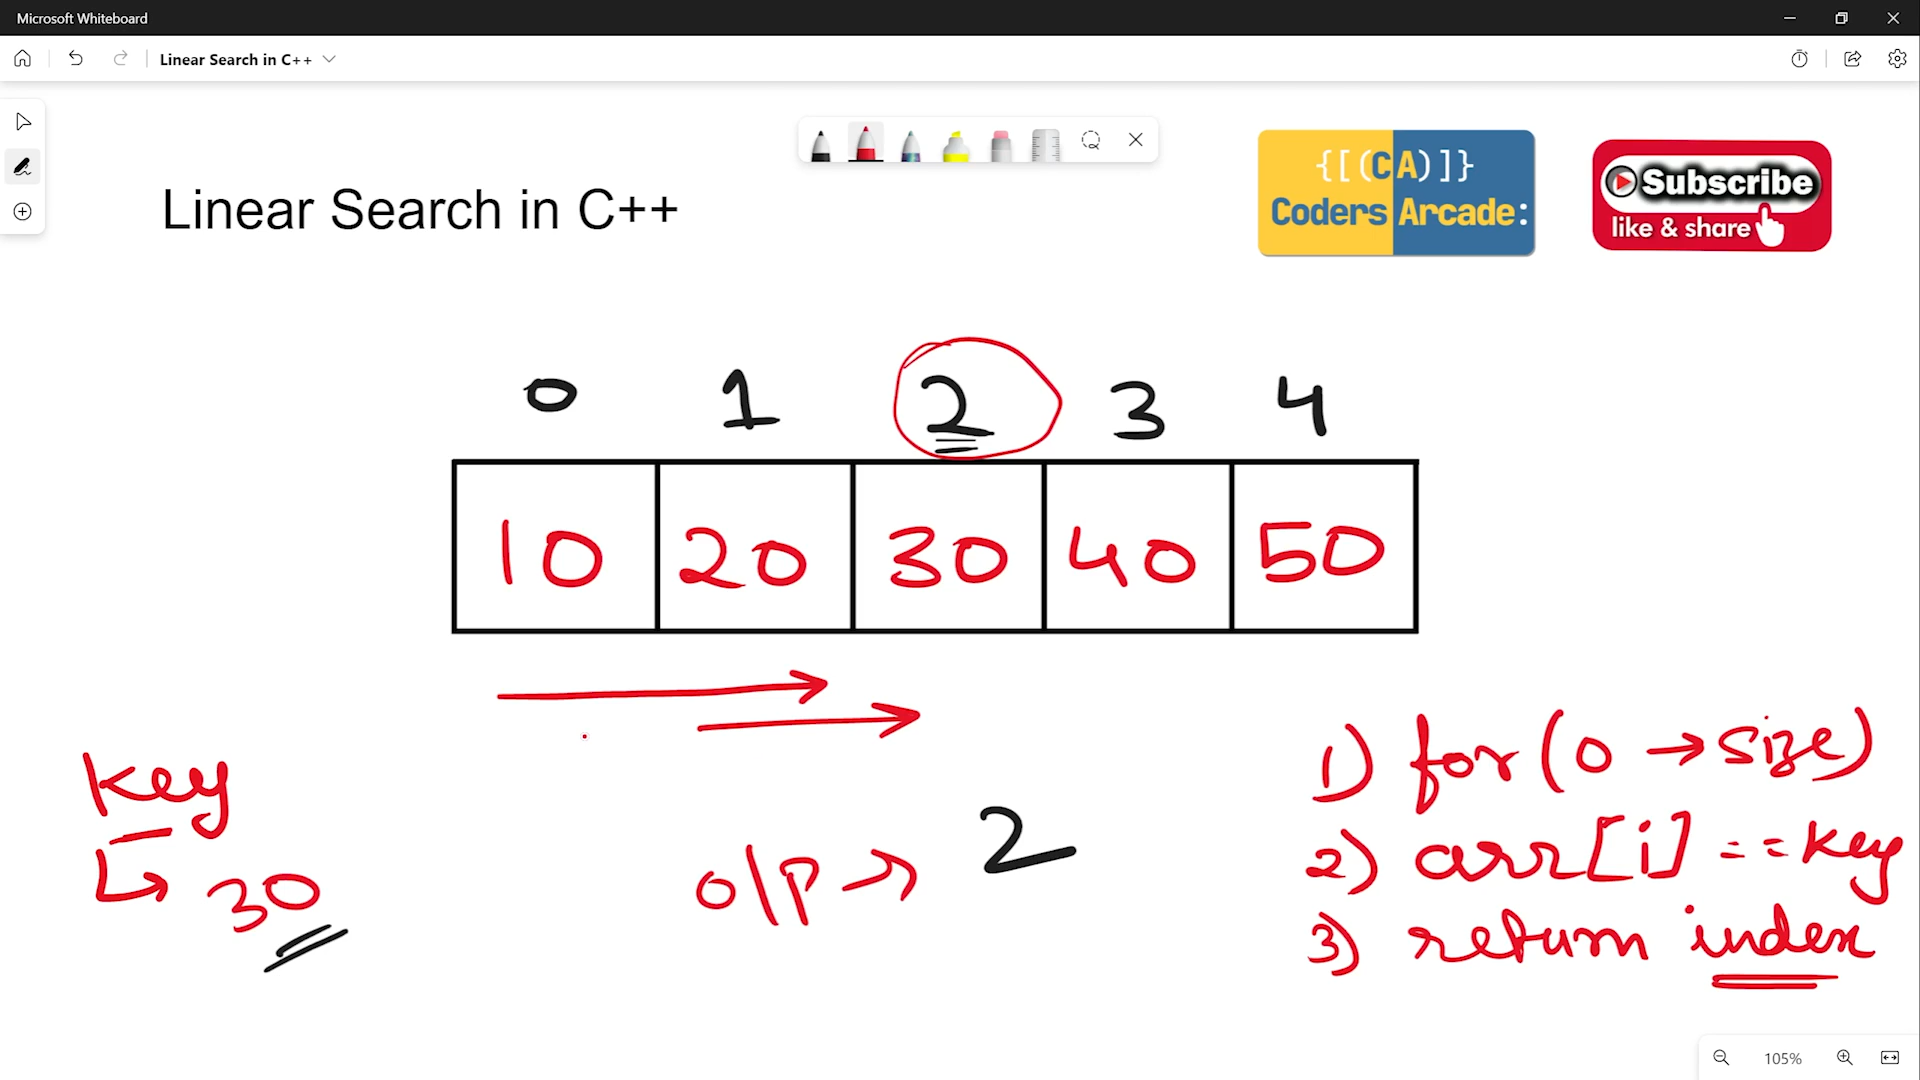 Microsoft Whiteboard
Linear Search in C++
{[(CA)]}
Coders Arcade:
Subscribe
like & share
Linear Search in C++
0 1 2 3 4
10 20 30 40 50
1) for(0 → size)
Key
2) arr[i] == key
↳ 30
o/p → 2
3) return index
105%